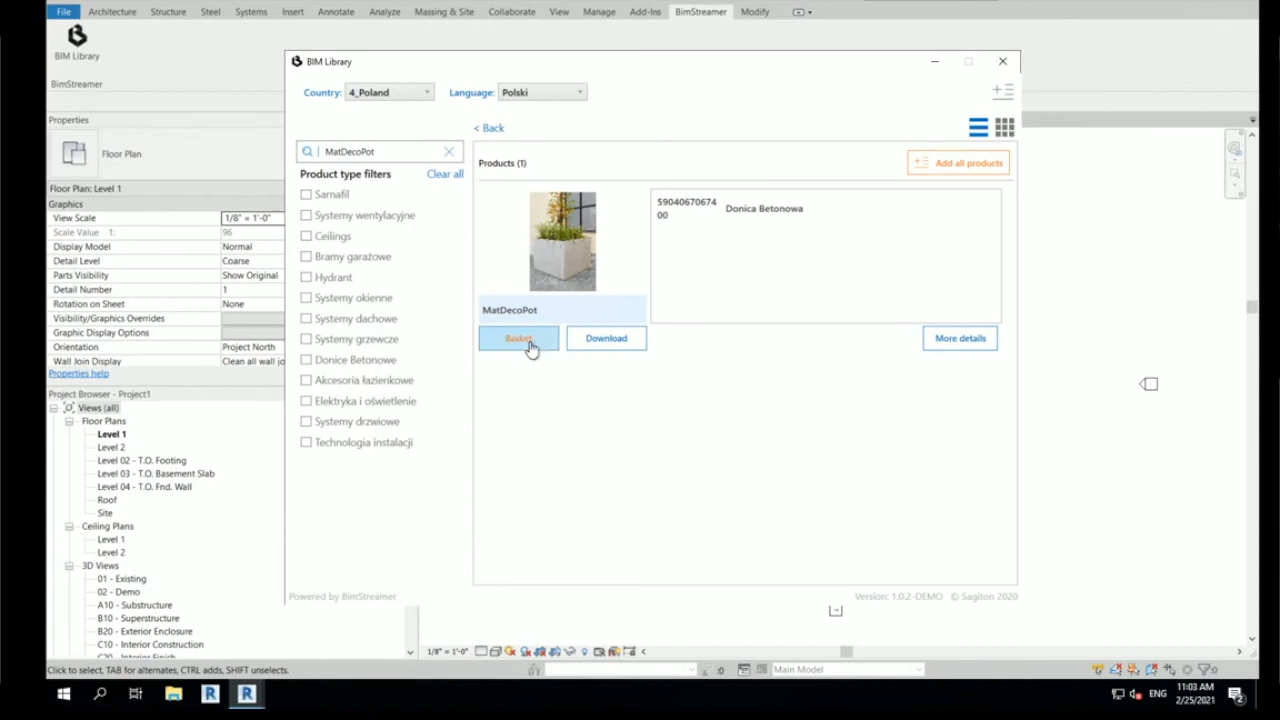 File Architecture Structure Steel Systems Insert Annotate Analyze Massing & Site Collaborate View Manage Add-Ins BimStreamer Modify
BIM Library
BimStreamer
Properties
Floor Plan
Floor Plan: Level 1
Graphics
View Scale 1/8" = 1'-0"
Scale Value 1: 96
Display Model Normal
Detail Level Coarse
Parts Visibility Show Original
Detail Number 1
Rotation on Sheet None
Visibility/Graphics Overrides
Graphic Display Options
Orientation Project North
Wall Join Display Clean all wall jo
Properties help
Project Browser - Project1
Views (all)
Floor Plans
Level 1
Level 2
Level 02 - T.O. Footing
Level 03 - T.O. Basement Slab
Level 04 - T.O. Fnd. Wall
Roof
Site
Ceiling Plans
Level 1
Level 2
3D Views
01 - Existing
02 - Demo
A10 - Substructure
B10 - Superstructure
B20 - Exterior Enclosure
C10 - Interior Construction
BIM Library
Country: 4_Poland Language: Polski
< Back
MatDecoPot
Product type filters Clear all
Sarnafil
Systemy wentylacyjne
Ceilings
Bramy garażowe
Hydrant
Systemy okienne
Systemy dachowe
Systemy grzewcze
Donice Betonowe
Akcesoria łazienkowe
Elektryka i oświetlenie
Systemy drzwiowe
Technologia instalacji
Products (1) Add all products
59040670674
00
Donica Betonowa
MatDecoPot
Basket Download More details
Powered by BimStreamer Version: 1.0.2-DEMO © Sagiton 2020
1/8" = 1'-0"
Click to select, TAB for alternates, CTRL adds, SHIFT unselects. :0 Main Model :0
R R ENG 11:03 AM
2/25/2021 2